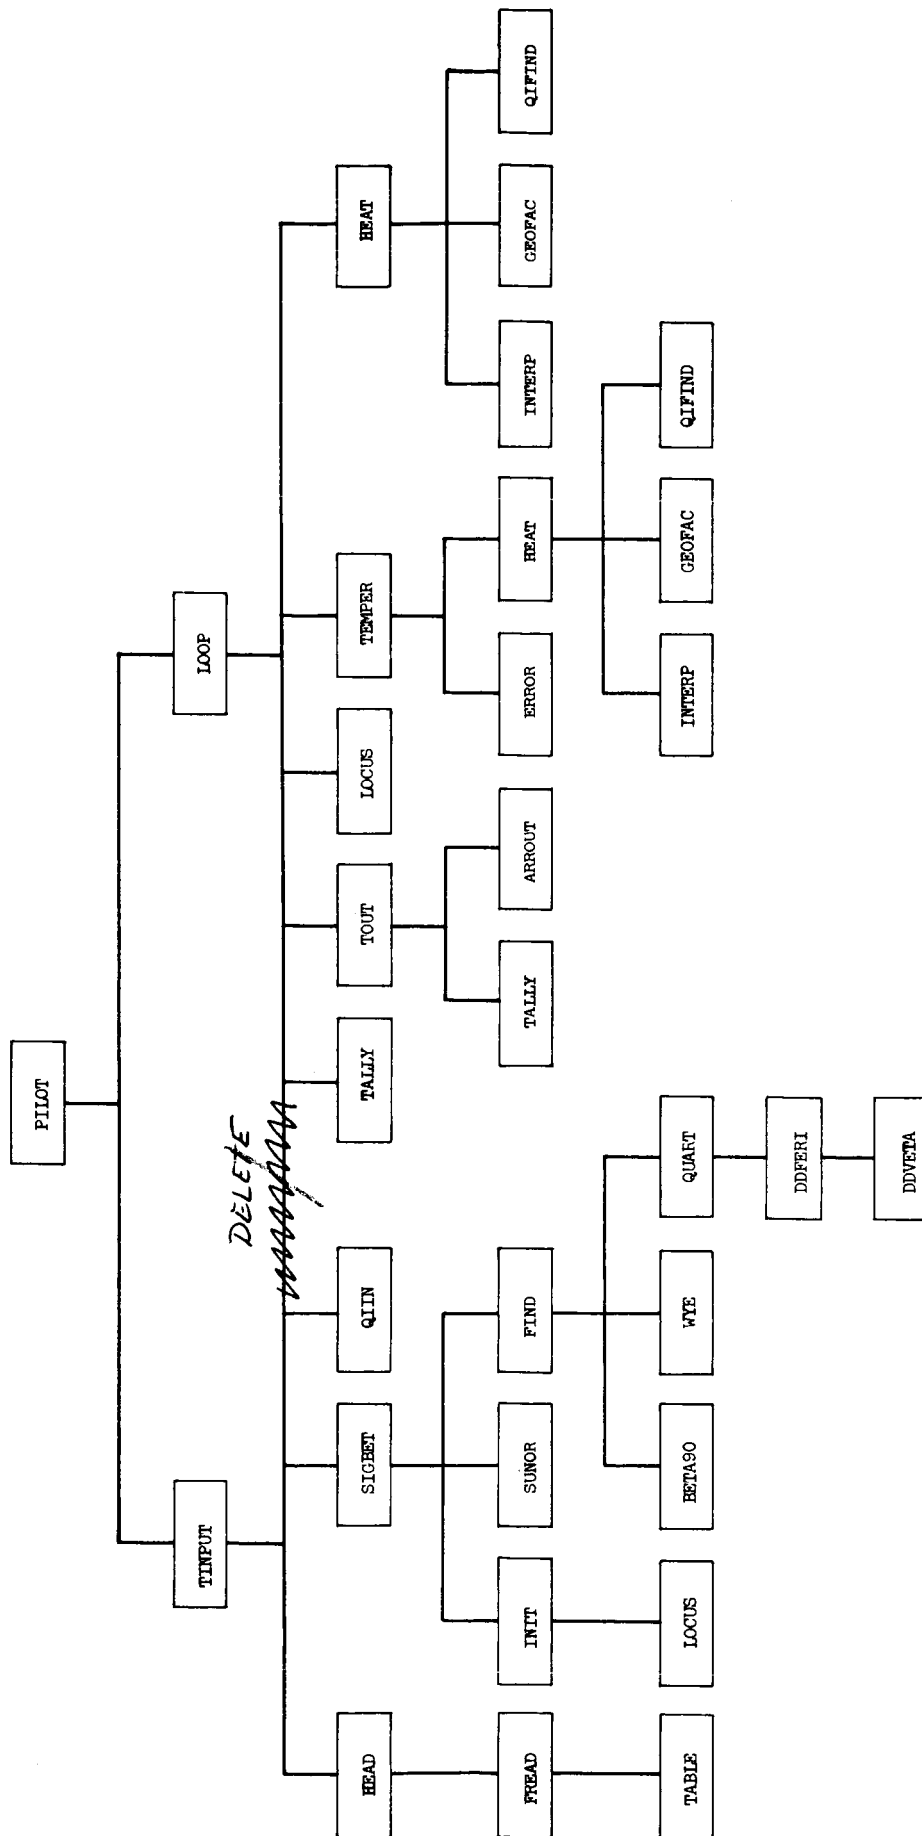 PILOT
TINPUT
LOOP
DELETE
HEAD
SIGBET
QIIN
TALLY
TOUT
LOCUS
TEMPER
HEAT
FREAD
INIT
SUNOR
FIND
TALLY
ARROUT
ERROR
HEAT
INTERP
GEOFAC
QIFIND
TABLE
LOCUS
BETA90
WYE
QUART
INTERP
GEOFAC
QIFIND
DDFERI
DDVETA